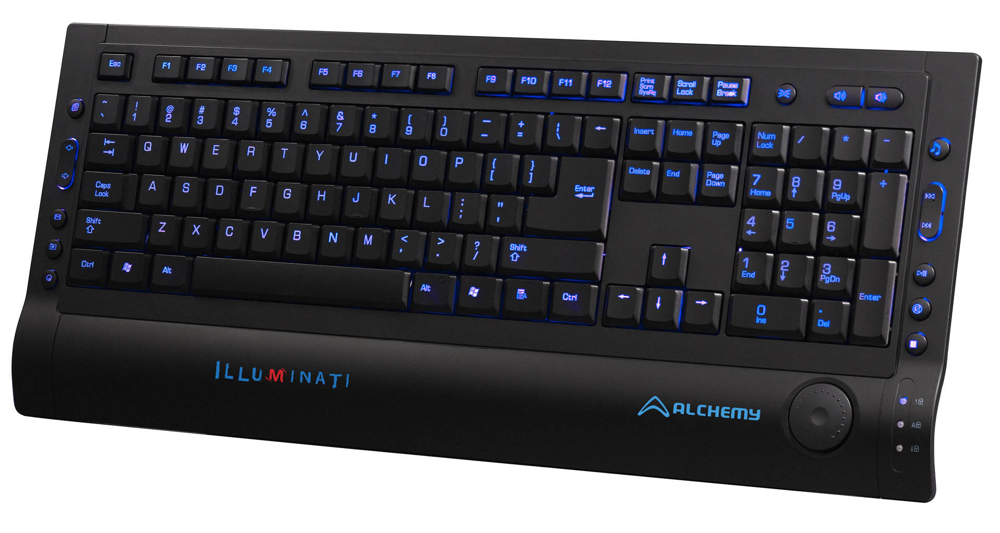 Esc F1 F2 F3 F4 F5 F6 F7 F8 F9 F10 F11 F12 Print Scrn SysRq Scroll Lock Pause Break
~ ` ! 1 @ 2 # 3 $ 4 % 5 ^ 6 & 7 * 8 ( 9 ) 0 – - + = ¦ \ ← Insert Home Page Up Num Lock / * -
Q W E R T Y U I O P { [ } ] Enter Delete End Page Down 7 Home 8 ↑ 9 PgUp +
Caps Lock A S D F G H J K L : ; " ' 4 ← 5 6 →
Shift Z X C V B N M < , > . ? / Shift ↑ 1 End 2 ↓ 3 PgDn Enter
Ctrl Alt Alt Ctrl ← ↓ → 0 Ins . Del
ILLUMINATI
ALCHEMY
1
A